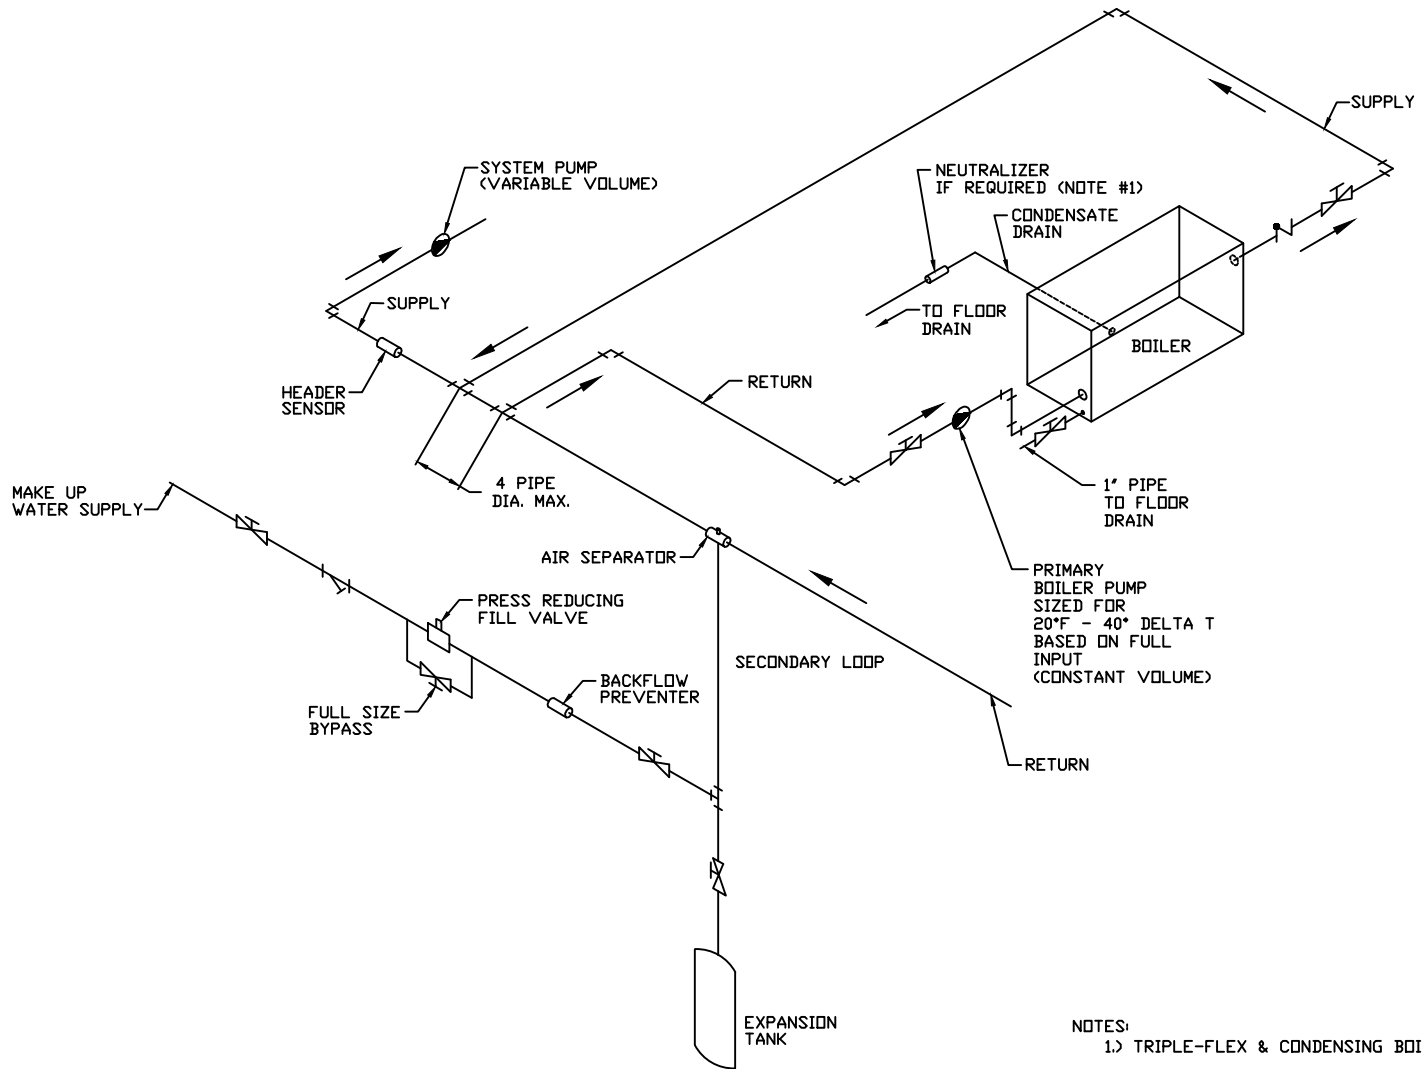 SUPPLY
SYSTEM PUMP
(VARIABLE VOLUME)
NEUTRALIZER
IF REQUIRED (NOTE #1)
CONDENSATE
DRAIN
SUPPLY
TO FLOOR
DRAIN
BOILER
HEADER
SENSOR
RETURN
4 PIPE
DIA. MAX.
MAKE UP
WATER SUPPLY
1" PIPE
TO FLOOR
DRAIN
AIR SEPARATOR
PRIMARY
BOILER PUMP
SIZED FOR
20°F - 40° DELTA T
BASED ON FULL
INPUT
(CONSTANT VOLUME)
PRESS REDUCING
FILL VALVE
SECONDARY LOOP
BACKFLOW
PREVENTER
FULL SIZE
BYPASS
RETURN
EXPANSION
TANK
NOTES:
1.) TRIPLE-FLEX & CONDENSING BOI